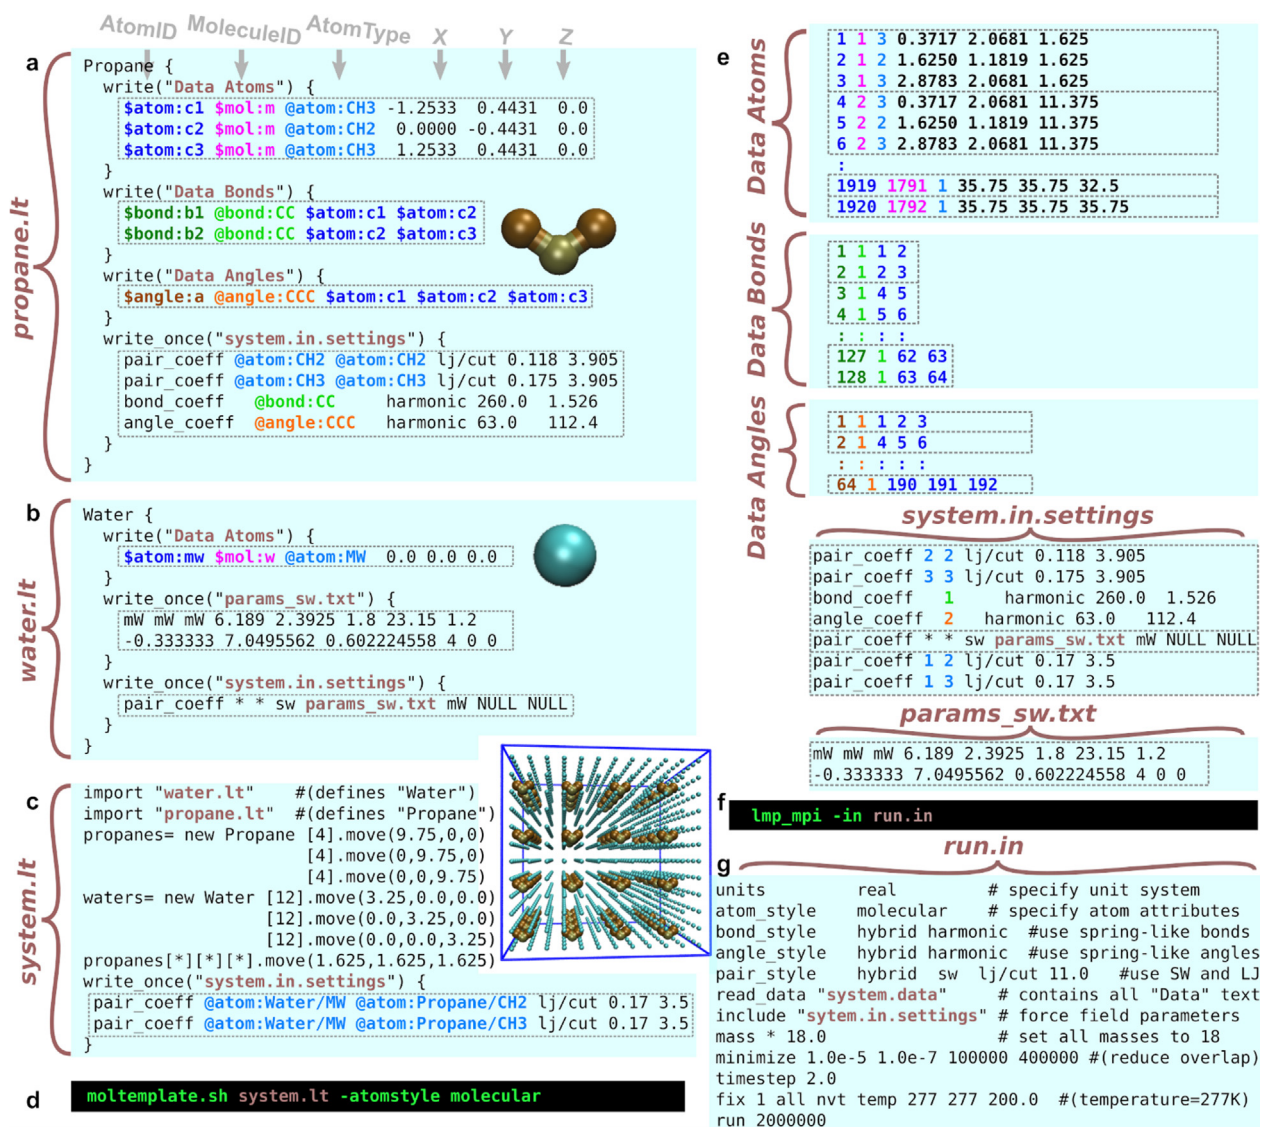 AtomID MoleculeID AtomType X Y Z
a
propane.lt
Propane {
write("Data Atoms") {
$atom:c1 $mol:m @atom:CH3 -1.2533 0.4431 0.0
$atom:c2 $mol:m @atom:CH2 0.0000 -0.4431 0.0
$atom:c3 $mol:m @atom:CH3 1.2533 0.4431 0.0
}
write("Data Bonds") {
$bond:b1 @bond:CC $atom:c1 $atom:c2
$bond:b2 @bond:CC $atom:c2 $atom:c3
}
write("Data Angles") {
$angle:a @angle:CCC $atom:c1 $atom:c2 $atom:c3
}
write_once("system.in.settings") {
pair_coeff @atom:CH2 @atom:CH2 lj/cut 0.118 3.905
pair_coeff @atom:CH3 @atom:CH3 lj/cut 0.175 3.905
bond_coeff @bond:CC harmonic 260.0 1.526
angle_coeff @angle:CCC harmonic 63.0 112.4
}
}
b
water.lt
Water {
write("Data Atoms") {
$atom:mw $mol:w @atom:MW 0.0 0.0 0.0
}
write_once("params_sw.txt") {
mW mW mW 6.189 2.3925 1.8 23.15 1.2
-0.333333 7.0495562 0.602224558 4 0 0
}
write_once("system.in.settings") {
pair_coeff * * sw params_sw.txt mW NULL NULL
}
}
c
system.lt
import "water.lt" #(defines "Water")
import "propane.lt" #(defines "Propane")
propanes= new Propane [4].move(9.75,0,0)
[4].move(0,9.75,0)
[4].move(0,0,9.75)
waters= new Water [12].move(3.25,0.0,0.0)
[12].move(0.0,3.25,0.0)
[12].move(0.0,0.0,3.25)
propanes[*][*][*].move(1.625,1.625,1.625)
write_once("system.in.settings") {
pair_coeff @atom:Water/MW @atom:Propane/CH2 lj/cut 0.17 3.5
pair_coeff @atom:Water/MW @atom:Propane/CH3 lj/cut 0.17 3.5
}
d
moltemplate.sh system.lt -atomstyle molecular
e
Data Atoms
1 1 3 0.3717 2.0681 1.625
2 1 2 1.6250 1.1819 1.625
3 1 3 2.8783 2.0681 1.625
4 2 3 0.3717 2.0681 11.375
5 2 2 1.6250 1.1819 11.375
6 2 3 2.8783 2.0681 11.375
:
1919 1791 1 35.75 35.75 32.5
1920 1792 1 35.75 35.75 35.75
Data Bonds
1 1 1 2
2 1 2 3
3 1 4 5
4 1 5 6
: : : :
127 1 62 63
128 1 63 64
Data Angles
1 1 1 2 3
2 1 4 5 6
: : : : :
64 1 190 191 192
system.in.settings
pair_coeff 2 2 lj/cut 0.118 3.905
pair_coeff 3 3 lj/cut 0.175 3.905
bond_coeff 1 harmonic 260.0 1.526
angle_coeff 2 harmonic 63.0 112.4
pair_coeff * * sw params_sw.txt mW NULL NULL
pair_coeff 1 2 lj/cut 0.17 3.5
pair_coeff 1 3 lj/cut 0.17 3.5
params_sw.txt
mW mW mW 6.189 2.3925 1.8 23.15 1.2
-0.333333 7.0495562 0.602224558 4 0 0
f
lmp_mpi -in run.in
g
run.in
units real # specify unit system
atom_style molecular # specify atom attributes
bond_style hybrid harmonic #use spring-like bonds
angle_style hybrid harmonic #use spring-like angles
pair_style hybrid sw lj/cut 11.0 #use SW and LJ
read_data "system.data" # contains all "Data" text
include "sytem.in.settings" # force field parameters
mass * 18.0 # set all masses to 18
minimize 1.0e-5 1.0e-7 100000 400000 #(reduce overlap)
timestep 2.0
fix 1 all nvt temp 277 277 200.0 #(temperature=277K)
run 2000000